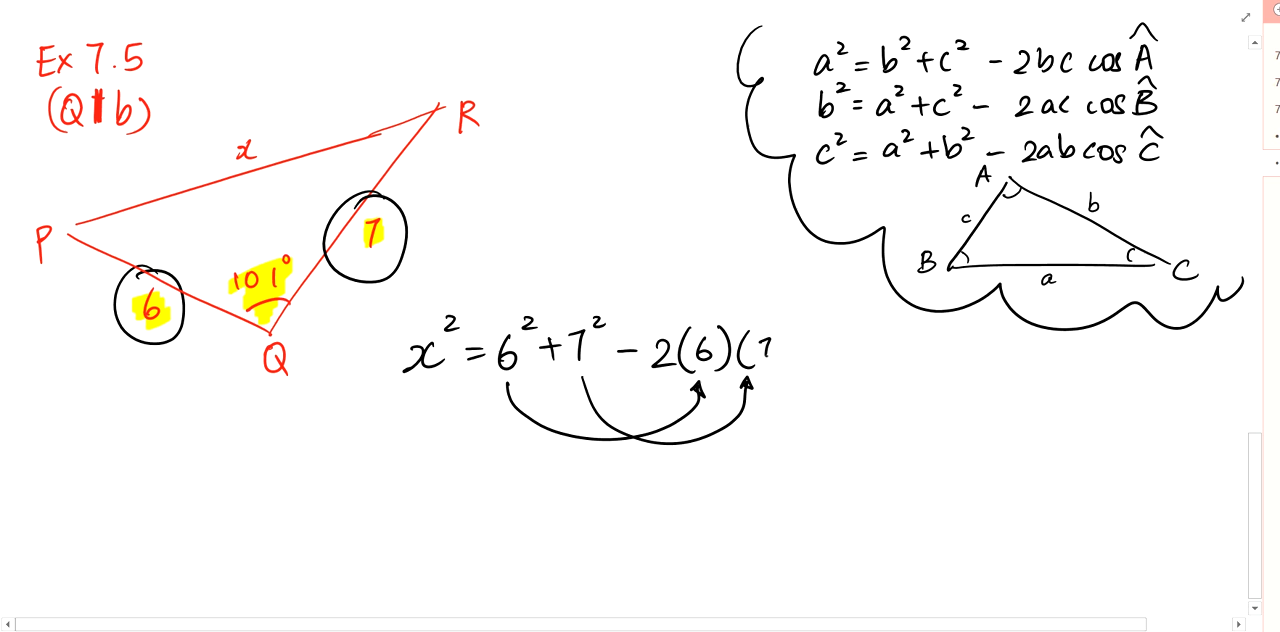 Ex 7.5
(Q1b)
a² = b² + c² - 2bc cos Â
b² = a² + c² - 2ac cos B̂
c² = a² + b² - 2ab cos Ĉ
R
x
P
7
101°
6
Q
A
c
b
B
C
a
x² = 6² + 7² - 2(6)(7